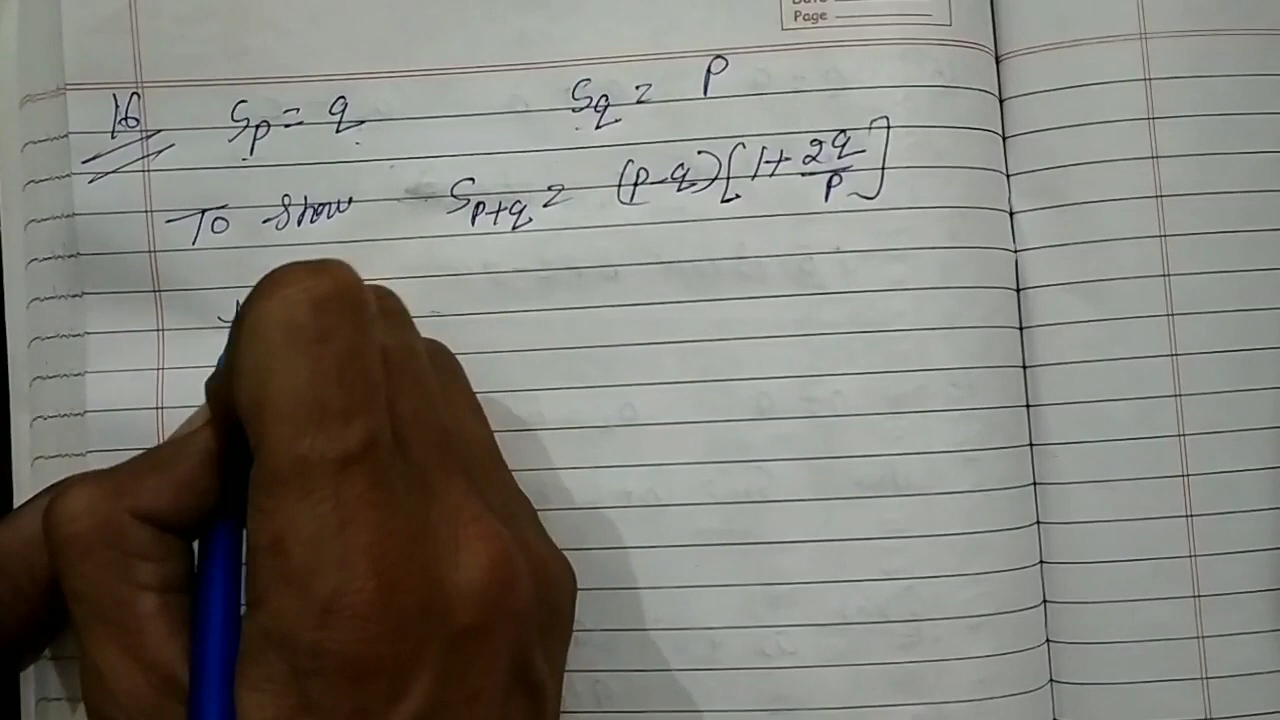 Page
16 Sp = q Sq = P
To show Sp+q = (p-q)[1+2q/p]